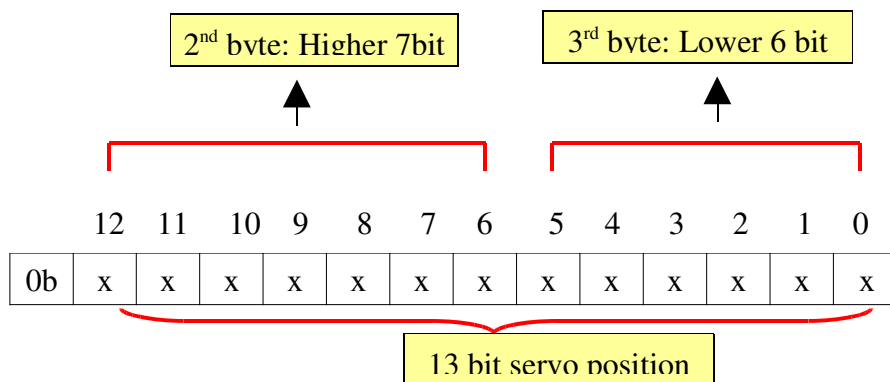 2nd byte: Higher 7bit
3rd byte: Lower 6 bit
12 11 10 9 8 7 6 5 4 3 2 1 0
0b x x x x x x x x x x x x x
13 bit servo position